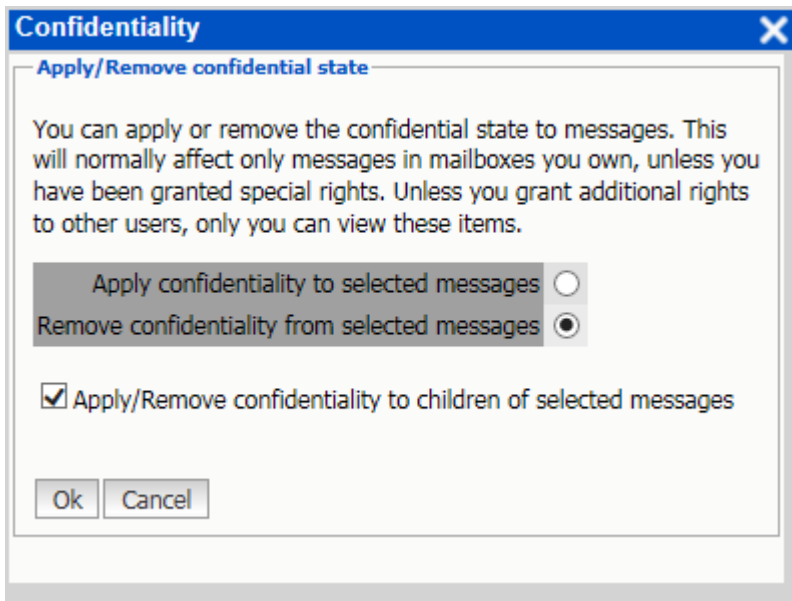 Confidentiality
Apply/Remove confidential state
You can apply or remove the confidential state to messages. This
will normally affect only messages in mailboxes you own, unless you
have been granted special rights. Unless you grant additional rights
to other users, only you can view these items.
Apply confidentiality to selected messages
Remove confidentiality from selected messages
Apply/Remove confidentiality to children of selected messages
Ok Cancel